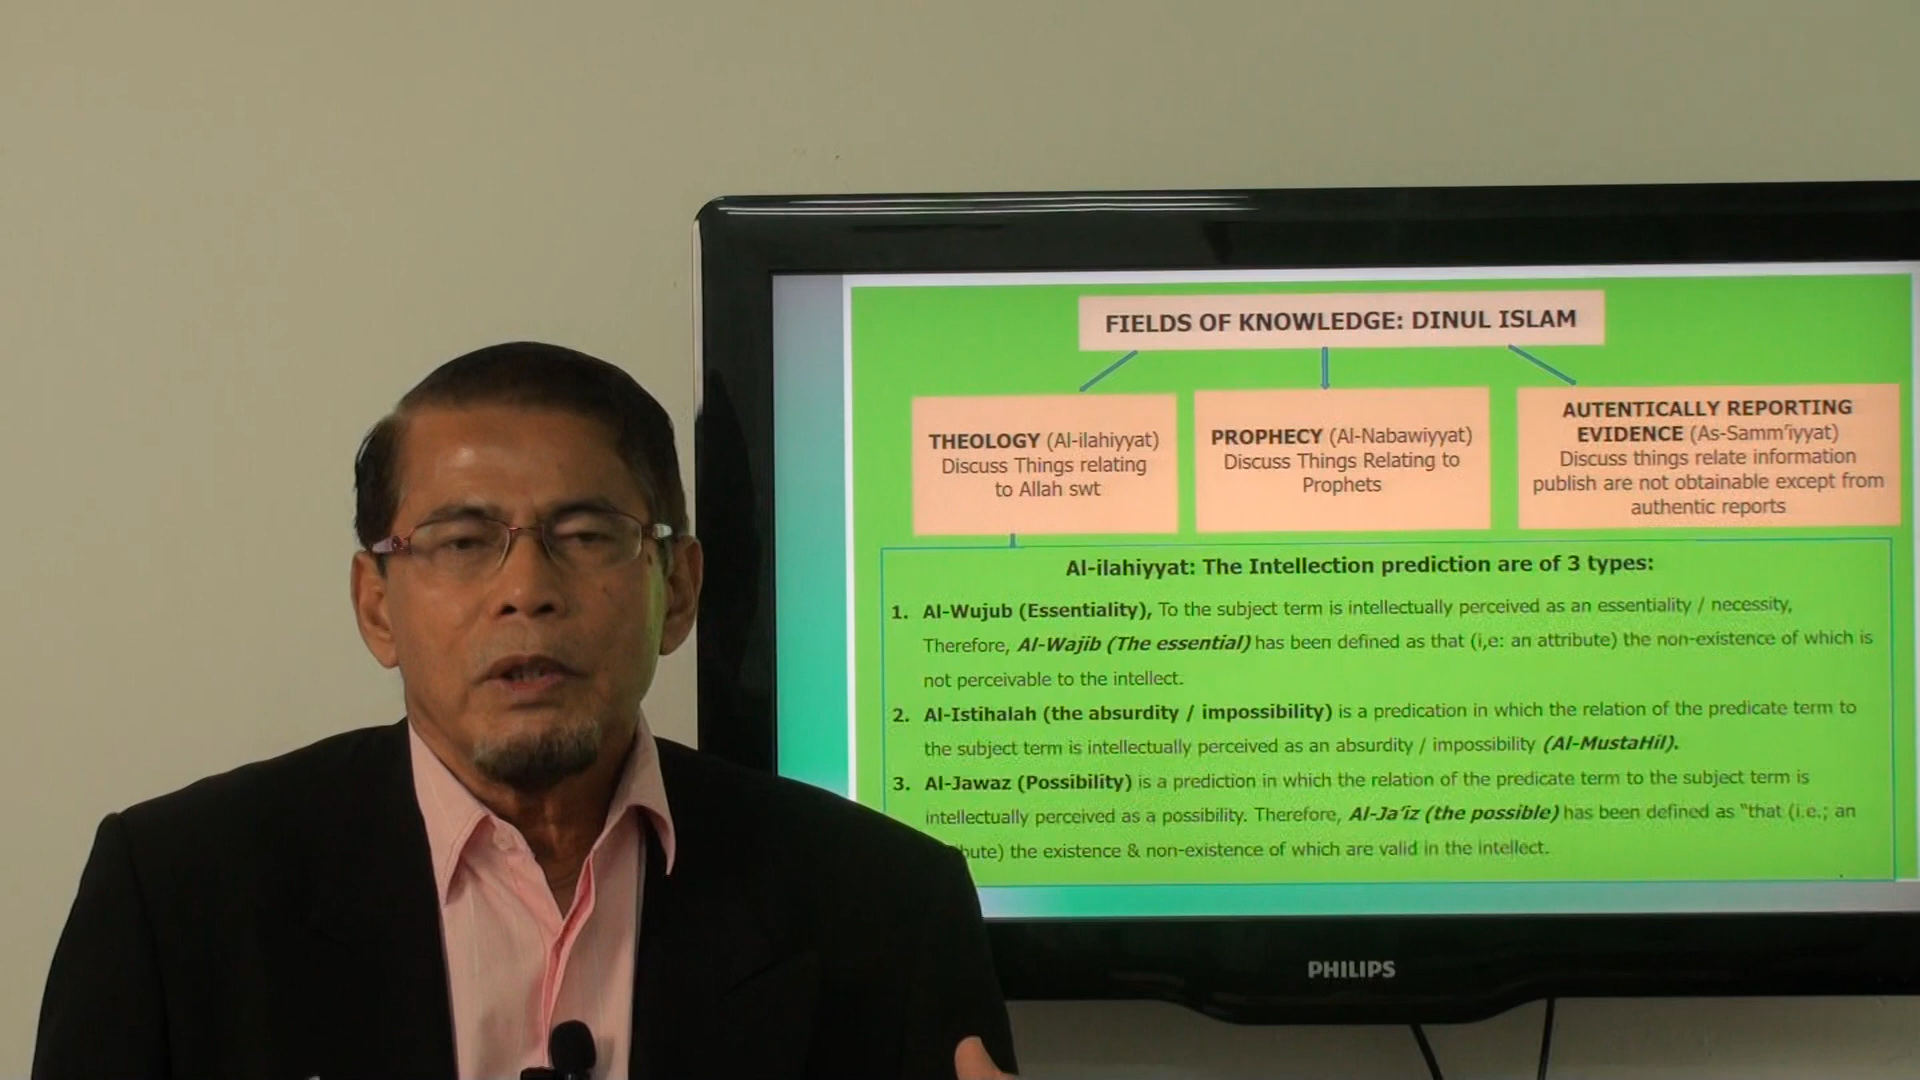 FIELDS OF KNOWLEDGE: DINUL ISLAM
THEOLOGY (Al-ilahiyyat)
Discuss Things relating
to Allah swt
PROPHECY (Al-Nabawiyyat)
Discuss Things Relating to
Prophets
AUTENTICALLY REPORTING
EVIDENCE (As-Samm'iyyat)
Discuss things relate information
publish are not obtainable except from
authentic reports
Al-ilahiyyat: The Intellection prediction are of 3 types:
1. Al-Wujub (Essentiality), To the subject term is intellectually perceived as an essentiality / necessity,
Therefore, Al-Wajib (The essential) has been defined as that (i,e: an attribute) the non-existence of which is
not perceivable to the intellect.
2. Al-Istihalah (the absurdity / impossibility) is a predication in which the relation of the predicate term to
the subject term is intellectually perceived as an absurdity / impossibility (Al-MustaHil).
3. Al-Jawaz (Possibility) is a prediction in which the relation of the predicate term to the subject term is
intellectually perceived as a possibility. Therefore, Al-Ja'iz (the possible) has been defined as "that (i.e.; an
bute) the existence & non-existence of which are valid in the intellect.
PHILIPS